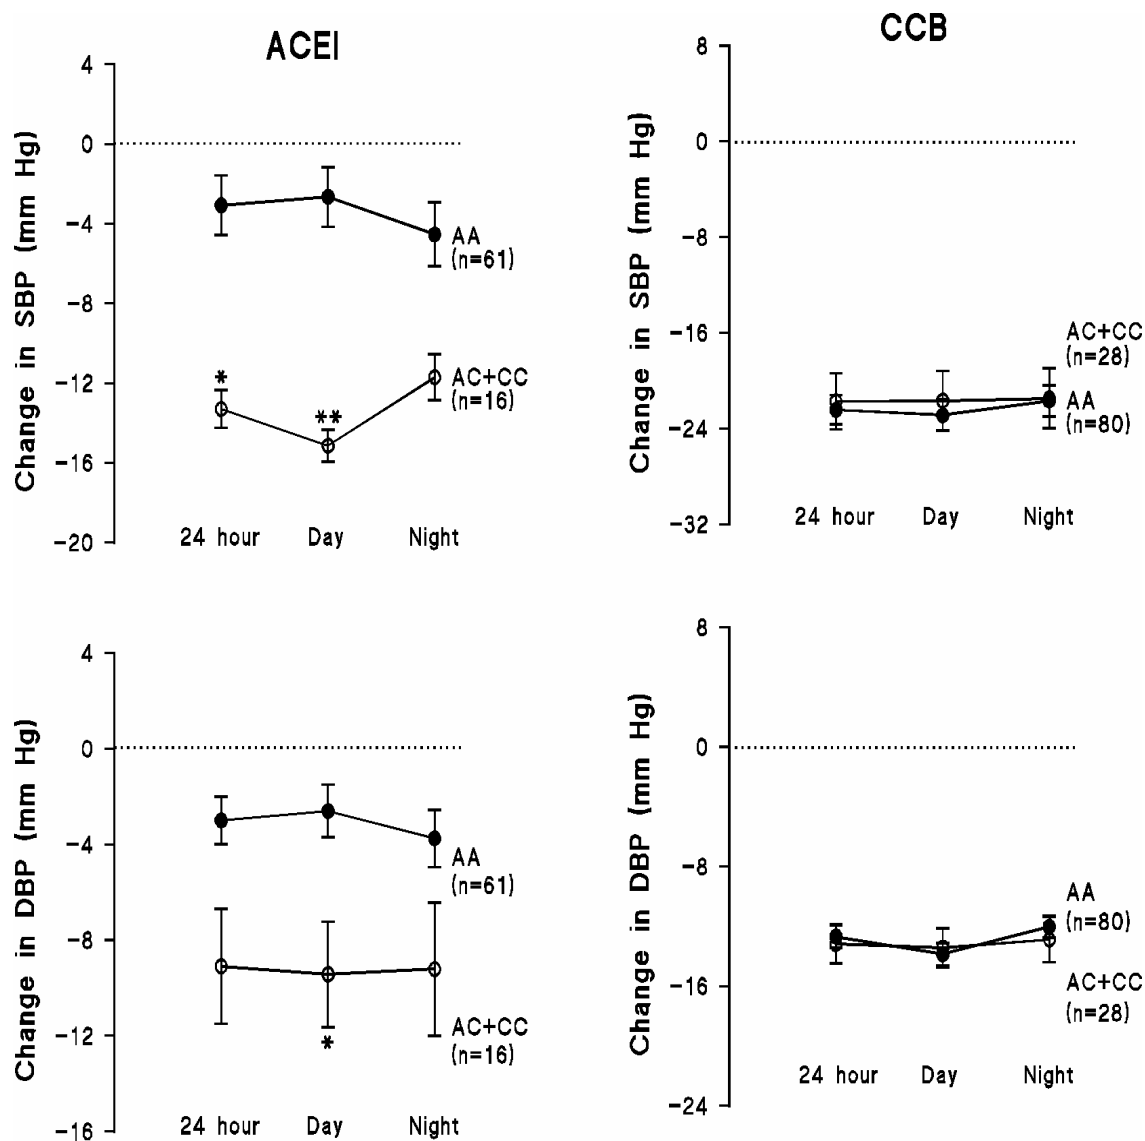 ACEI
Change in SBP (mm Hg)
4
0
−4
−8
−12
−16
−20
AA
(n=61)
*
**
AC+CC
(n=16)
24 hour Day Night
CCB
Change in SBP (mm Hg)
8
0
−8
−16
−24
−32
AC+CC
(n=28)
AA
(n=80)
24 hour Day Night
Change in DBP (mm Hg)
4
0
−4
−8
−12
−16
AA
(n=61)
AC+CC
(n=16)
*
24 hour Day Night
Change in DBP (mm Hg)
8
0
−8
−16
−24
AA
(n=80)
AC+CC
(n=28)
24 hour Day Night